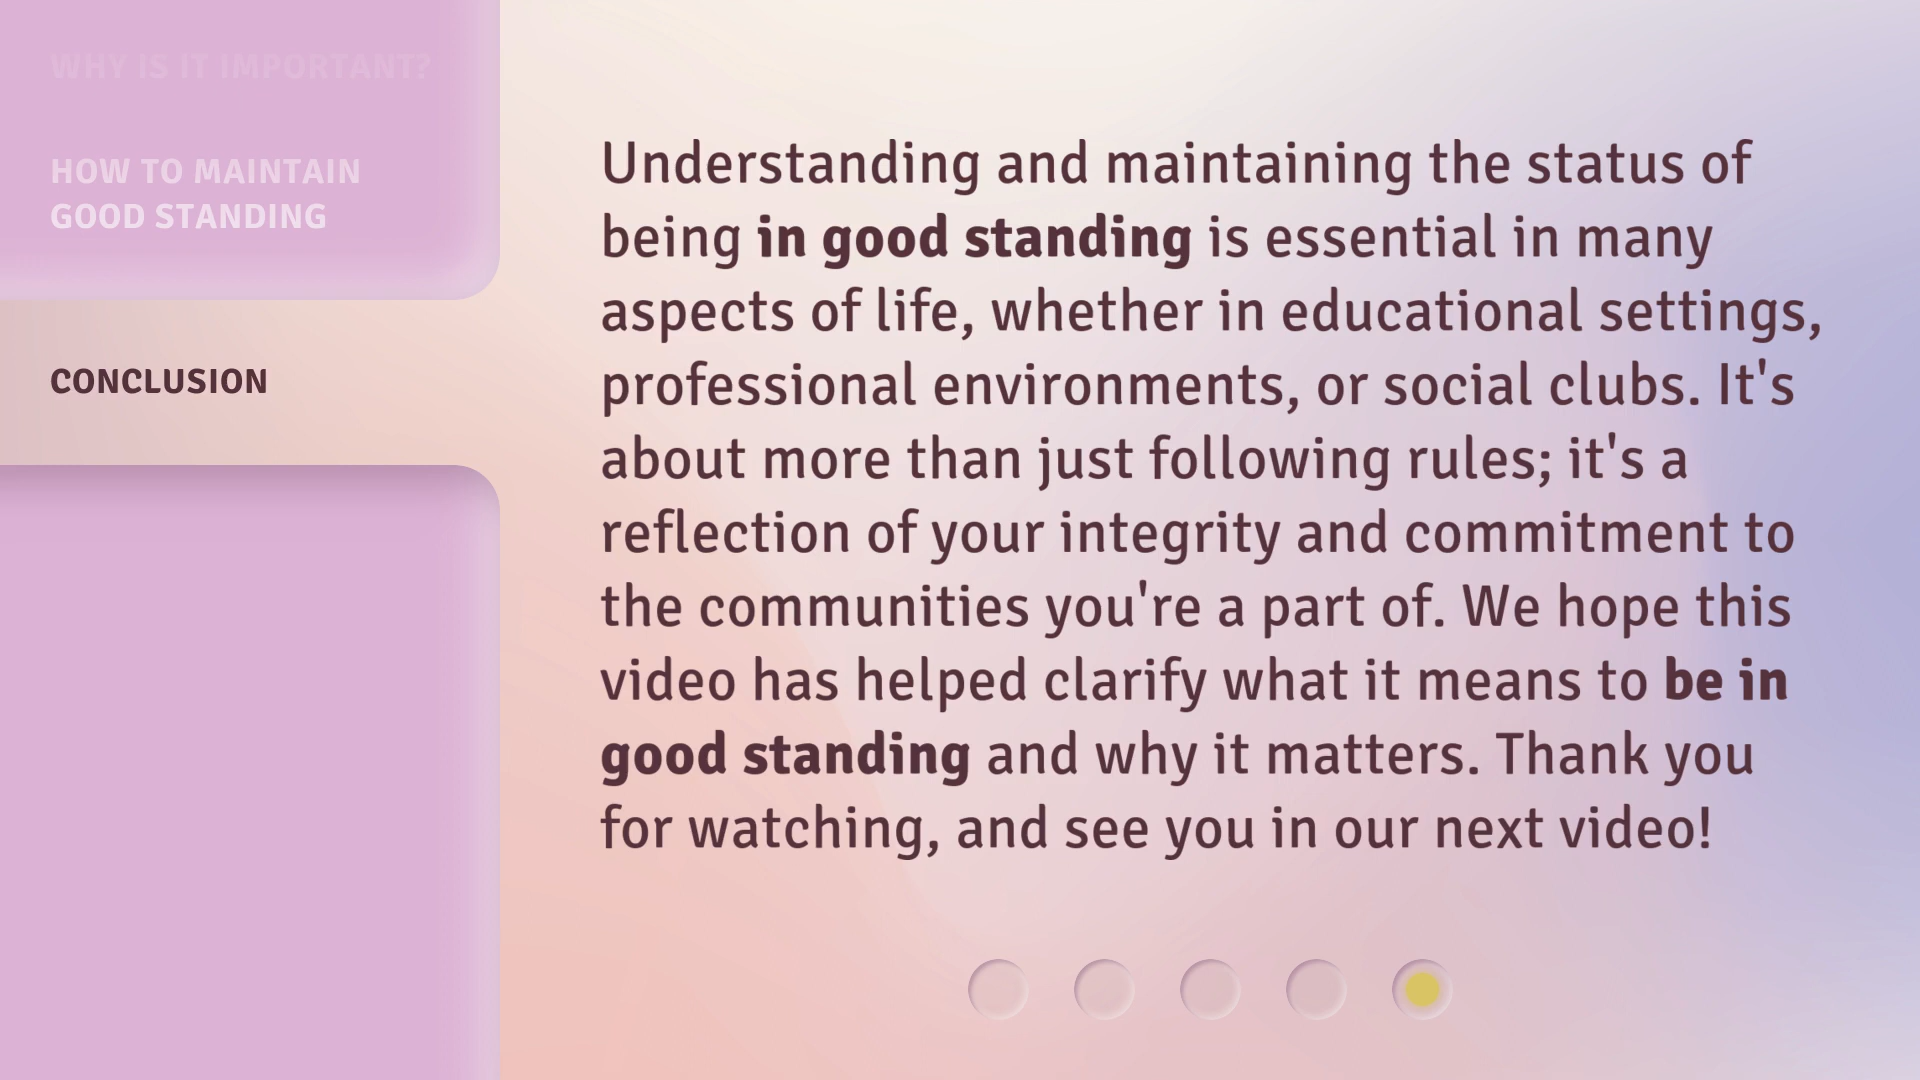 WHY IS IT IMPORTANT?
HOW TO MAINTAIN
GOOD STANDING
CONCLUSION
Understanding and maintaining the status of
being in good standing is essential in many
aspects of life, whether in educational settings,
professional environments, or social clubs. It's
about more than just following rules; it's a
reflection of your integrity and commitment to
the communities you're a part of. We hope this
video has helped clarify what it means to be in
good standing and why it matters. Thank you
for watching, and see you in our next video!